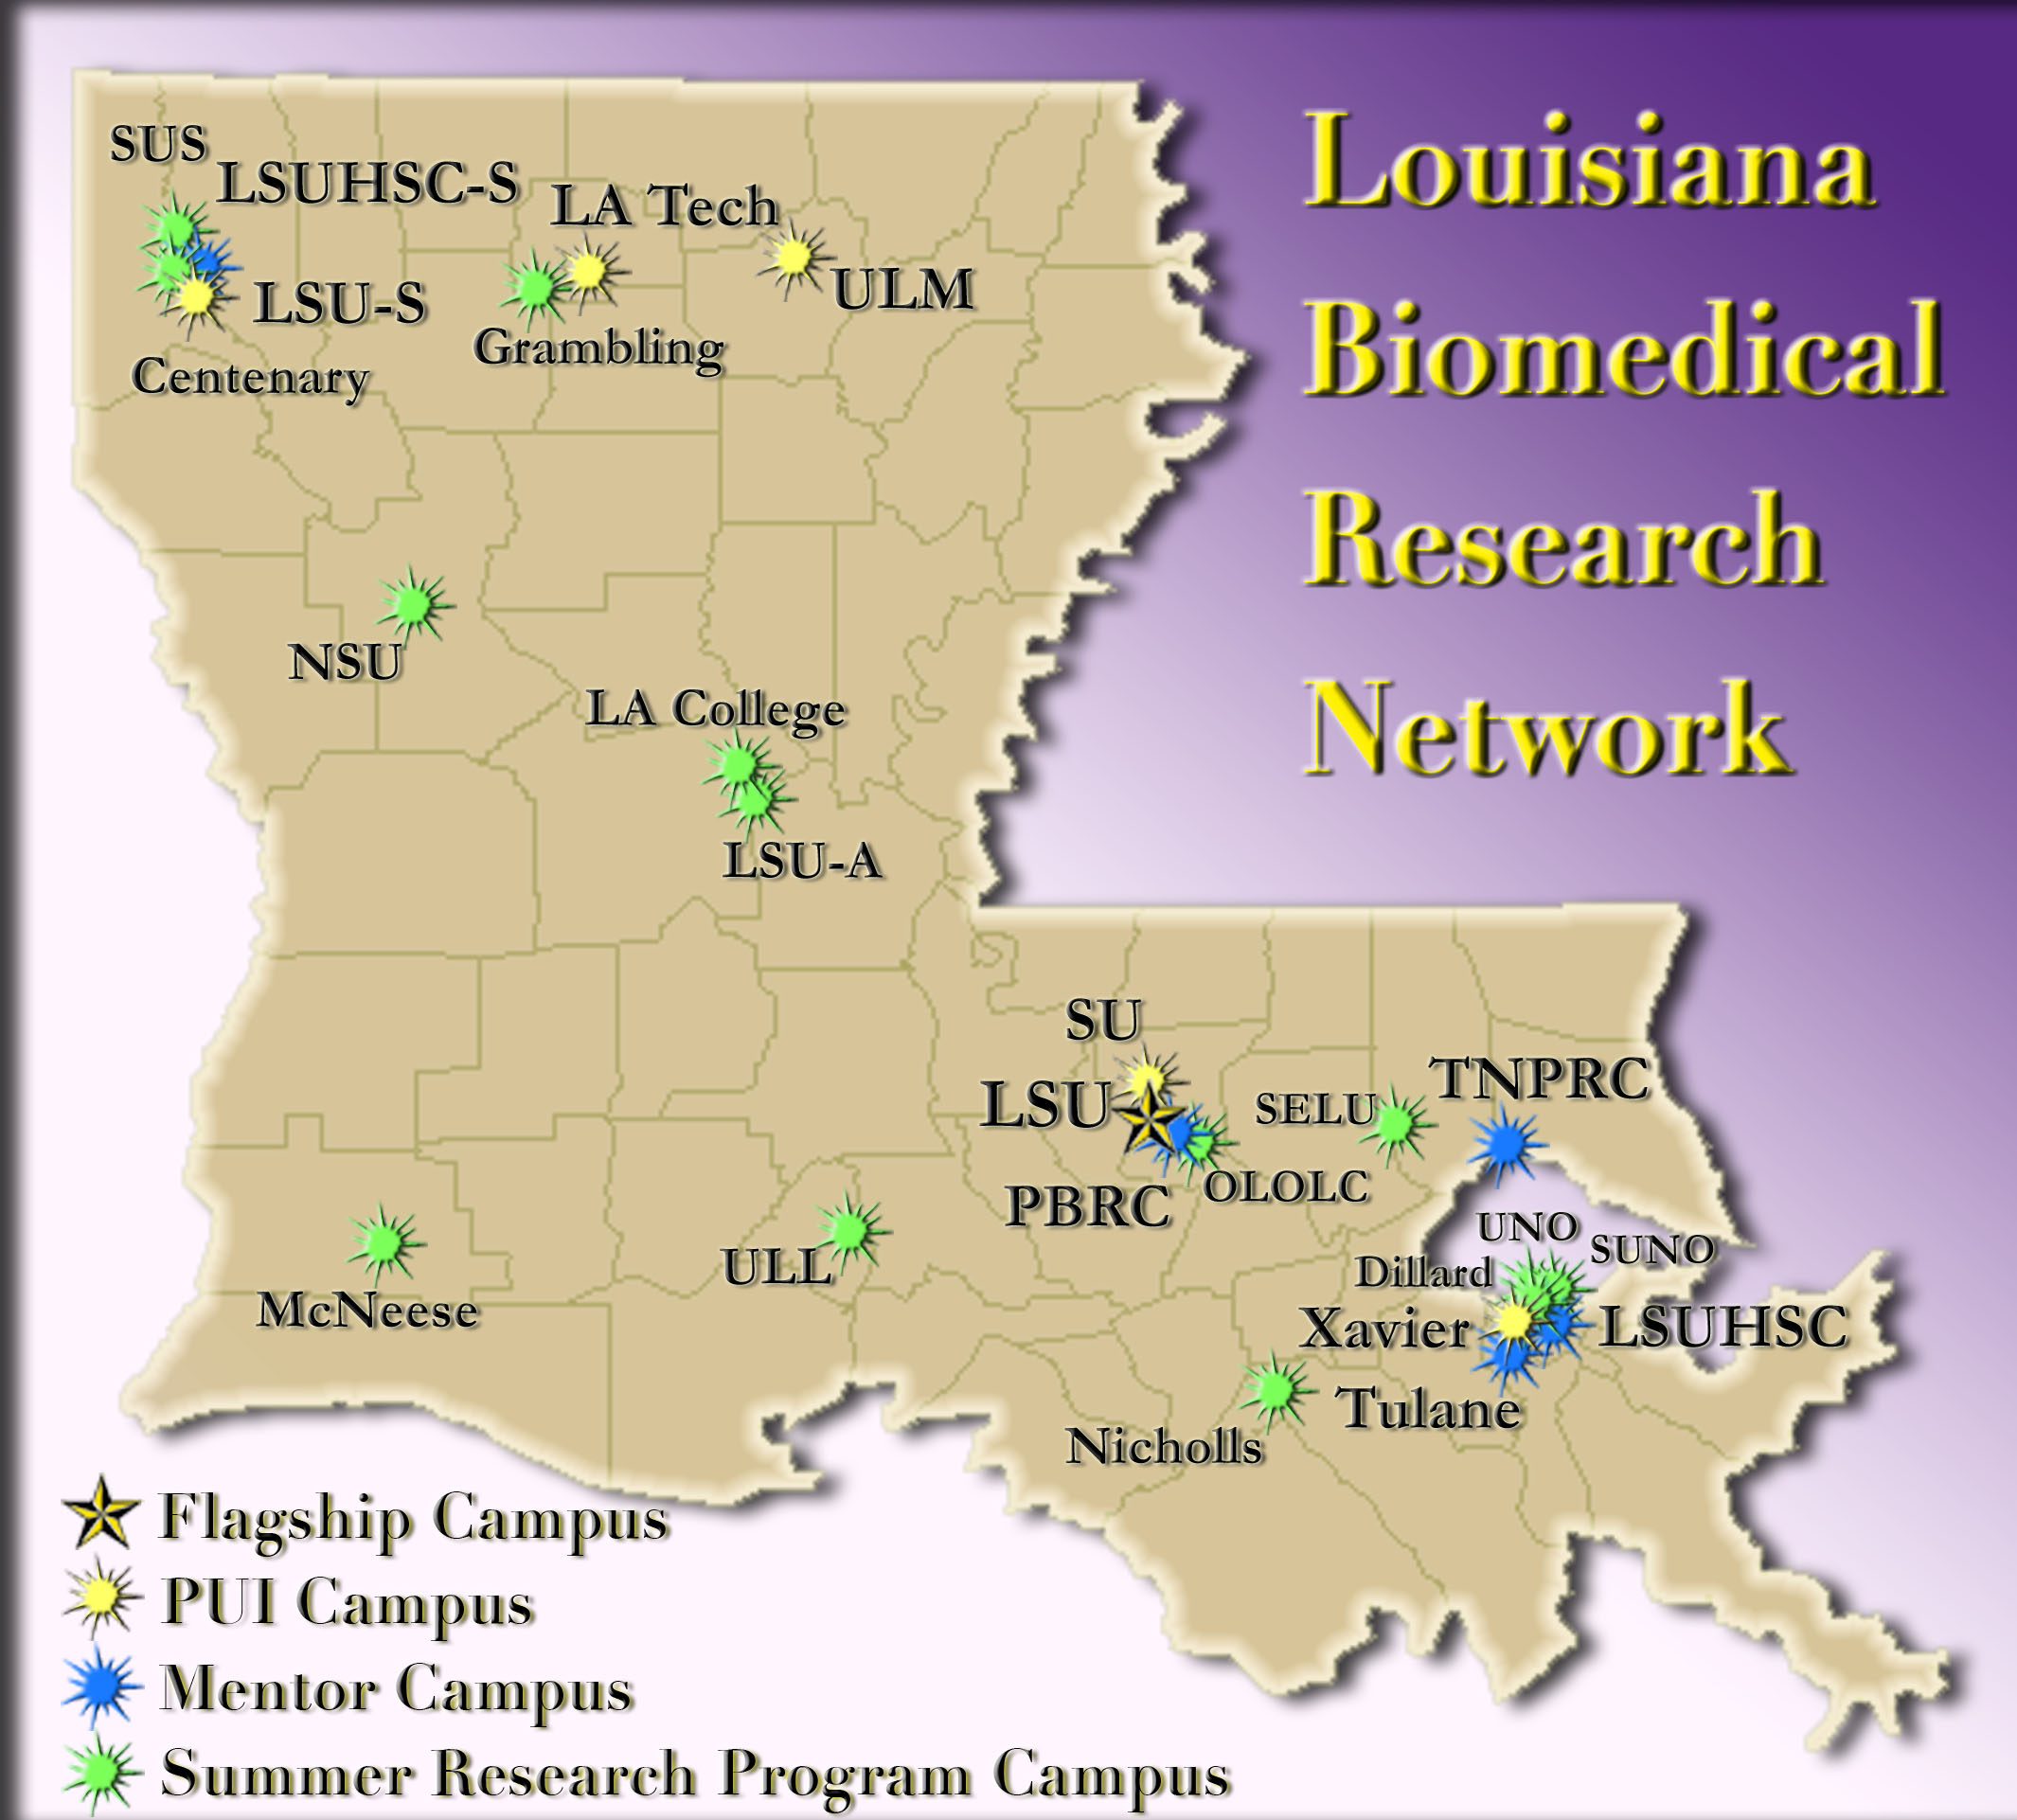 Louisiana
Biomedical
Research
Network
SUS
LSUHSC-S
LA Tech
ULM
LSU-S
Grambling
Centenary
NSU
LA College
LSU-A
SU
LSU
SELU
TNPRC
PBRC
OLOLC
UNO
SUNO
Dillard
Xavier
LSUHSC
ULL
McNeese
Tulane
Nicholls
Flagship Campus
PUI Campus
Mentor Campus
Summer Research Program Campus